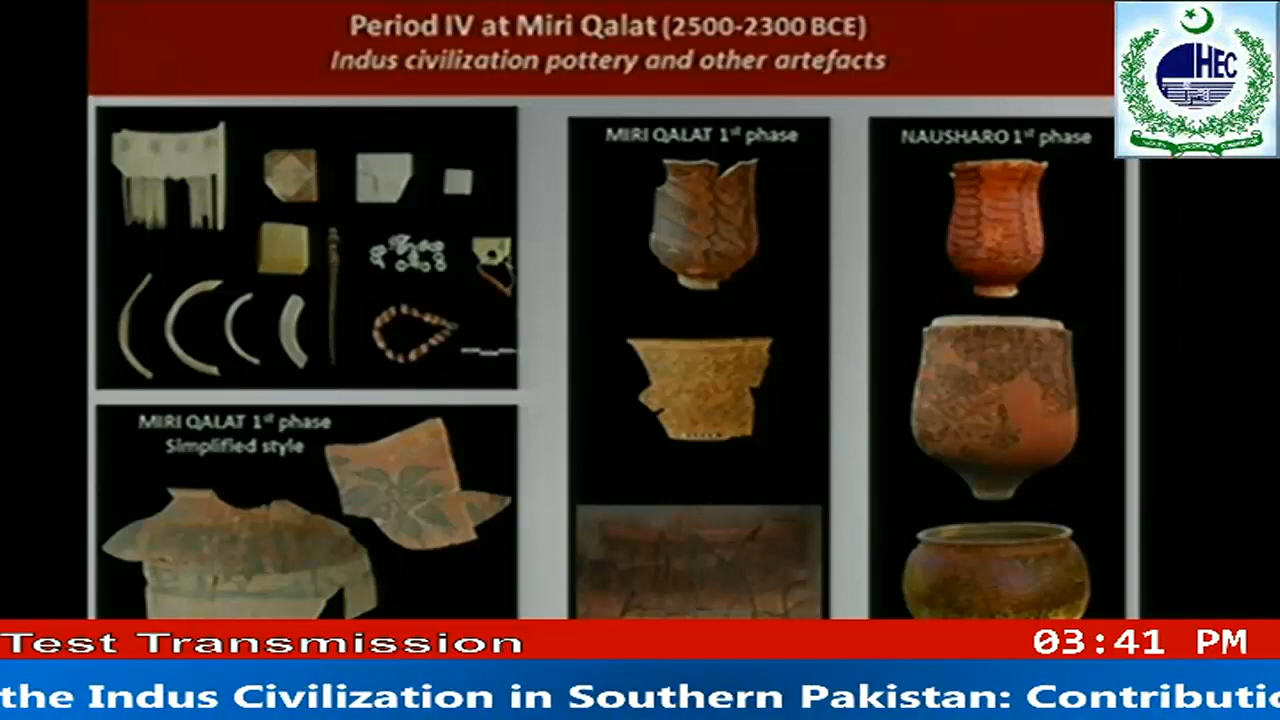 Period IV at Miri Qalat (2500-2300 BCE)
Indus civilization pottery and other artefacts
HEC
MIRI QALAT 1st phase
NAUSHARO 1st phase
MIRI QALAT 1st phase
Simplified style
Test Transmission
03:41 PM
the Indus Civilization in Southern Pakistan: Contributio